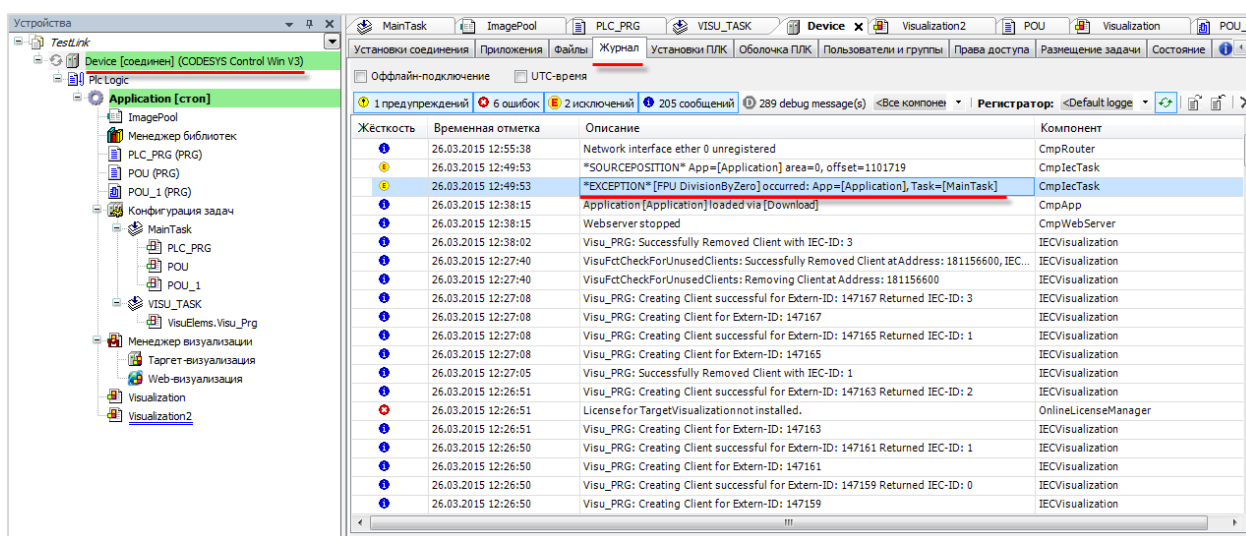 Устройства
TestLink
Device [соединен] (CODESYS Control Win V3)
Plc Logic
Application [стоп]
ImagePool
Менеджер библиотек
PLC_PRG (PRG)
POU (PRG)
POU_1 (PRG)
Конфигурация задач
MainTask
PLC_PRG
POU
POU_1
VISU_TASK
VisuElems.Visu_Prg
Менеджер визуализации
Таргет-визуализация
Web-визуализация
Visualization
Visualization2
MainTask ImagePool PLC_PRG VISU_TASK Device Visualization2 POU Visualization POU_
Установки соединения Приложения Файлы Журнал Установки ПЛК Оболочка ПЛК Пользователи и группы Права доступа Размещение задачи Состояние
Оффлайн-подключение UTC-время
1 предупреждений 6 ошибок 2 исключений 205 сообщений 289 debug message(s) <Все компонен Регистратор: <Default logge
Жёсткость Временная отметка Описание Компонент
26.03.2015 12:55:38 Network interface ether 0 unregistered CmpRouter
26.03.2015 12:49:53 *SOURCEPOSITION* App=[Application] area=0, offset=1101719 CmpIecTask
26.03.2015 12:49:53 *EXCEPTION* [FPU DivisionByZero] occurred: App=[Application], Task=[MainTask] CmpIecTask
26.03.2015 12:38:15 Application [Application] loaded via [Download] CmpApp
26.03.2015 12:38:15 Webserver stopped CmpWebServer
26.03.2015 12:38:02 Visu_PRG: Successfully Removed Client with IEC-ID: 3 IECVisualization
26.03.2015 12:27:40 VisuFctCheckForUnusedClients: Successfully Removed Client at Address: 181156600, IEC... IECVisualization
26.03.2015 12:27:40 VisuFctCheckForUnusedClients: Removing Client at Address: 181156600 IECVisualization
26.03.2015 12:27:08 Visu_PRG: Creating Client successful for Extern-ID: 147167 Returned IEC-ID: 3 IECVisualization
26.03.2015 12:27:08 Visu_PRG: Creating Client for Extern-ID: 147167 IECVisualization
26.03.2015 12:27:08 Visu_PRG: Creating Client successful for Extern-ID: 147165 Returned IEC-ID: 1 IECVisualization
26.03.2015 12:27:08 Visu_PRG: Creating Client for Extern-ID: 147165 IECVisualization
26.03.2015 12:27:05 Visu_PRG: Successfully Removed Client with IEC-ID: 1 IECVisualization
26.03.2015 12:26:51 Visu_PRG: Creating Client successful for Extern-ID: 147163 Returned IEC-ID: 2 IECVisualization
26.03.2015 12:26:51 License for TargetVisualization not installed. OnlineLicenseManager
26.03.2015 12:26:51 Visu_PRG: Creating Client for Extern-ID: 147163 IECVisualization
26.03.2015 12:26:50 Visu_PRG: Creating Client successful for Extern-ID: 147161 Returned IEC-ID: 1 IECVisualization
26.03.2015 12:26:50 Visu_PRG: Creating Client for Extern-ID: 147161 IECVisualization
26.03.2015 12:26:50 Visu_PRG: Creating Client successful for Extern-ID: 147159 Returned IEC-ID: 0 IECVisualization
26.03.2015 12:26:50 Visu_PRG: Creating Client for Extern-ID: 147159 IECVisualization